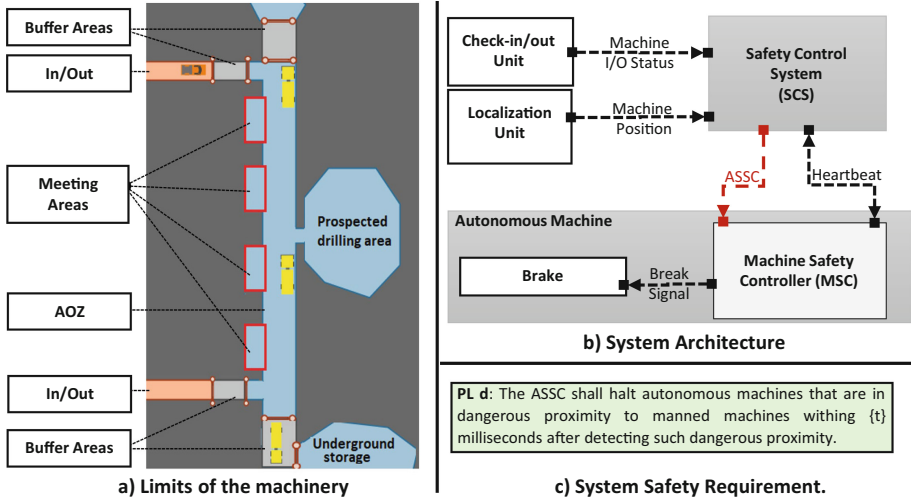 Buffer Areas
In/Out
Meeting
Areas
AOZ
In/Out
Buffer Areas
Prospected
drilling area
Underground
storage
a) Limits of the machinery
Check-in/out
Unit
Machine
I/O Status
Localization
Unit
Machine
Position
Safety Control
System
(SCS)
ASSC
Heartbeat
Autonomous Machine
Brake
Break
Signal
Machine Safety
Controller (MSC)
b) System Architecture
PL d: The ASSC shall halt autonomous machines that are in
dangerous proximity to manned machines withing {t}
milliseconds after detecting such dangerous proximity.
c) System Safety Requirement.